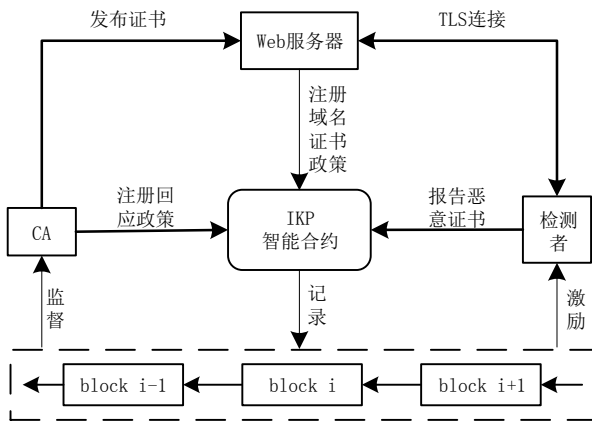 发布证书
Web服务器
TLS连接
注册
域名
证书
政策
注册回
应政策
报告恶
意证书
CA
IKP
智能合约
检测
者
监
督
记
录
激
励
block i-1
block i
block i+1